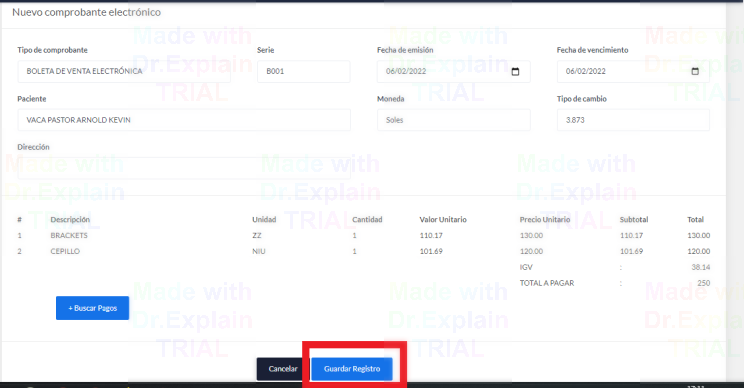 Nuevo comprobante electrónico
Tipo de comprobante Serie Fecha de emisión Fecha de vencimiento
BOLETA DE VENTA ELECTRÓNICA B001 06/02/2022 06/02/2022
Paciente Moneda Tipo de cambio
VACA PASTOR ARNOLD KEVIN Soles 3.873
Dirección
# Descripción Unidad Cantidad Valor Unitario Precio Unitario Subtotal Total
1 BRACKETS ZZ 1 110.17 130.00 110.17 130.00
2 CEPILLO NIU 1 101.69 120.00 101.69 120.00
IGV : 38.14
TOTAL A PAGAR : 250
+ Buscar Pagos
Cancelar Guardar Registro
Made with
Dr.Explain
TRIAL
Made with
Dr.Explain
TRIAL
Made with
Dr.Explain
TRIAL
Made with
Dr.Explain
TRIAL
Made with
Dr.Explain
TRIAL
Made with
Dr.Explain
TRIAL
Made with
Dr.Explain
TRIAL